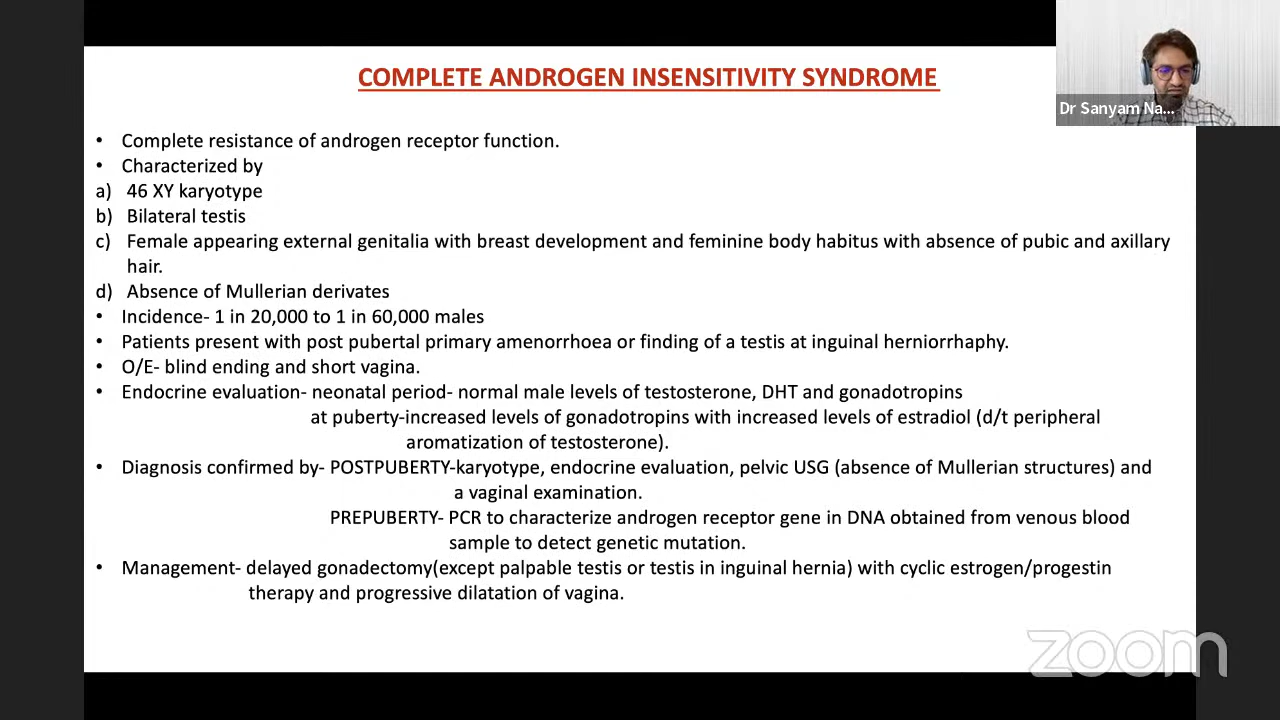 COMPLETE ANDROGEN INSENSITIVITY SYNDROME
Dr Sanyam Na...
• Complete resistance of androgen receptor function.
• Characterized by
a) 46 XY karyotype
b) Bilateral testis
c) Female appearing external genitalia with breast development and feminine body habitus with absence of pubic and axillary
hair.
d) Absence of Mullerian derivates
• Incidence- 1 in 20,000 to 1 in 60,000 males
• Patients present with post pubertal primary amenorrhoea or finding of a testis at inguinal herniorrhaphy.
• O/E- blind ending and short vagina.
• Endocrine evaluation- neonatal period- normal male levels of testosterone, DHT and gonadotropins
at puberty-increased levels of gonadotropins with increased levels of estradiol (d/t peripheral
aromatization of testosterone).
• Diagnosis confirmed by- POSTPUBERTY-karyotype, endocrine evaluation, pelvic USG (absence of Mullerian structures) and
a vaginal examination.
PREPUBERTY- PCR to characterize androgen receptor gene in DNA obtained from venous blood
sample to detect genetic mutation.
• Management- delayed gonadectomy(except palpable testis or testis in inguinal hernia) with cyclic estrogen/progestin
therapy and progressive dilatation of vagina.
zoom